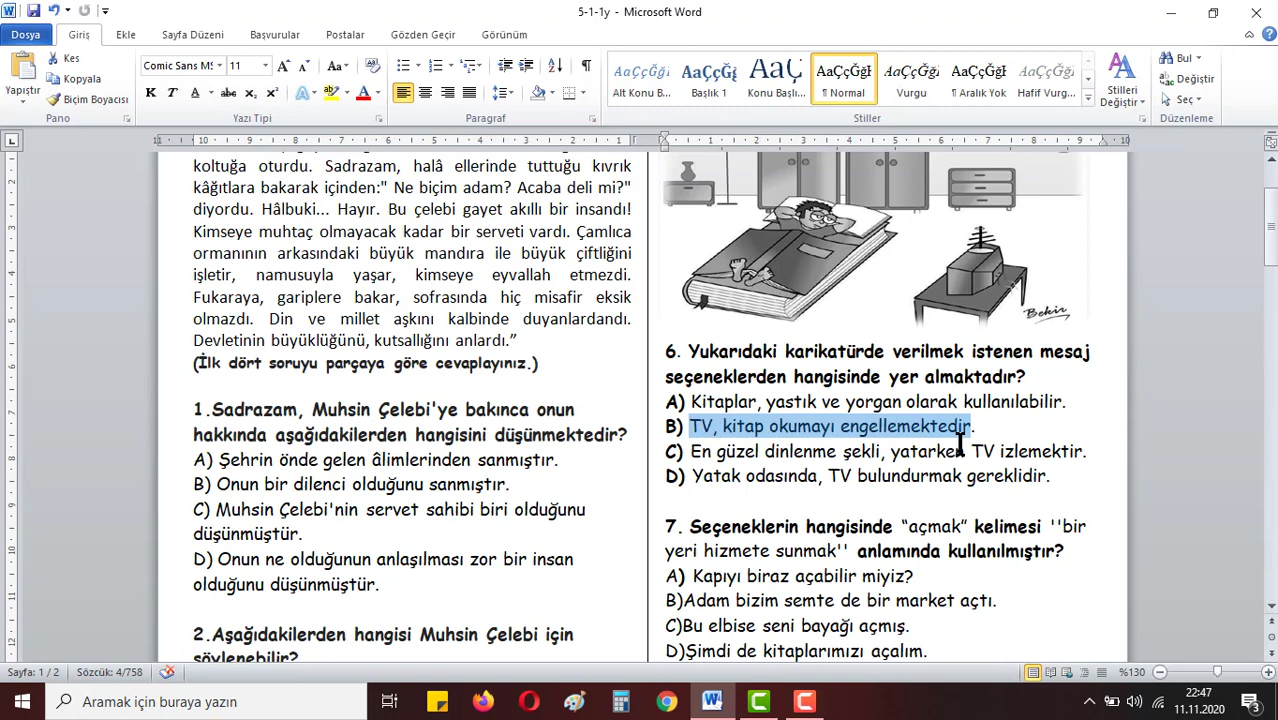 5-1-1y - Microsoft Word
Dosya Giriş Ekle Sayfa Düzeni Başvurular Postalar Gözden Geçir Görünüm
Yapıştır
Kes
Kopyala
Biçim Boyacısı
Pano
Comic Sans MS 11
Yazı Tipi
Paragraf
AaÇçĞğl AaÇçĞğ AaÇç AaÇçĞğH AaÇçĞğ AaÇçĞğH AaÇçĞğH
Alt Konu B... Başlık 1 Konu Başl... ¶ Normal Vurgu ¶ Aralık Yok Hafif Vurg...
Stiller
Stilleri Değiştir
Bul
Değiştir
Seç
Düzenleme
koltuğa oturdu. Sadrazam, halâ ellerinde tuttuğu kıvrık
kâğıtlara bakarak içinden:" Ne biçim adam? Acaba deli mi?"
diyordu. Hâlbuki... Hayır. Bu çelebi gayet akıllı bir insandı!
Kimseye muhtaç olmayacak kadar bir serveti vardı. Çamlıca
ormanının arkasındaki büyük mandıra ile büyük çiftliğini
işletir, namusuyla yaşar, kimseye eyvallah etmezdi.
Fukaraya, gariplere bakar, sofrasında hiç misafir eksik
olmazdı. Din ve millet aşkını kalbinde duyanlardandı.
Devletinin büyüklüğünü, kutsallığını anlardı.”
(İlk dört soruyu parçaya göre cevaplayınız.)
1.Sadrazam, Muhsin Çelebi'ye bakınca onun
hakkında aşağıdakilerden hangisini düşünmektedir?
A) Şehrin önde gelen âlimlerinden sanmıştır.
B) Onun bir dilenci olduğunu sanmıştır.
C) Muhsin Çelebi'nin servet sahibi biri olduğunu
düşünmüştür.
D) Onun ne olduğunun anlaşılması zor bir insan
olduğunu düşünmüştür.
2.Aşağıdakilerden hangisi Muhsin Çelebi için
söylenebilir?
Bekir
6. Yukarıdaki karikatürde verilmek istenen mesaj
seçeneklerden hangisinde yer almaktadır?
A) Kitaplar, yastık ve yorgan olarak kullanılabilir.
B) TV, kitap okumayı engellemektedir.
C) En güzel dinlenme şekli, yatarken TV izlemektir.
D) Yatak odasında, TV bulundurmak gereklidir.
7. Seçeneklerin hangisinde “açmak” kelimesi ''bir
yeri hizmete sunmak'' anlamında kullanılmıştır?
A) Kapıyı biraz açabilir miyiz?
B)Adam bizim semte de bir market açtı.
C)Bu elbise seni bayağı açmış.
D)Şimdi de kitaplarımızı açalım.
Sayfa: 1 / 2 Sözcük: 4/758 %130
Aramak için buraya yazın
22:47
11.11.2020
3